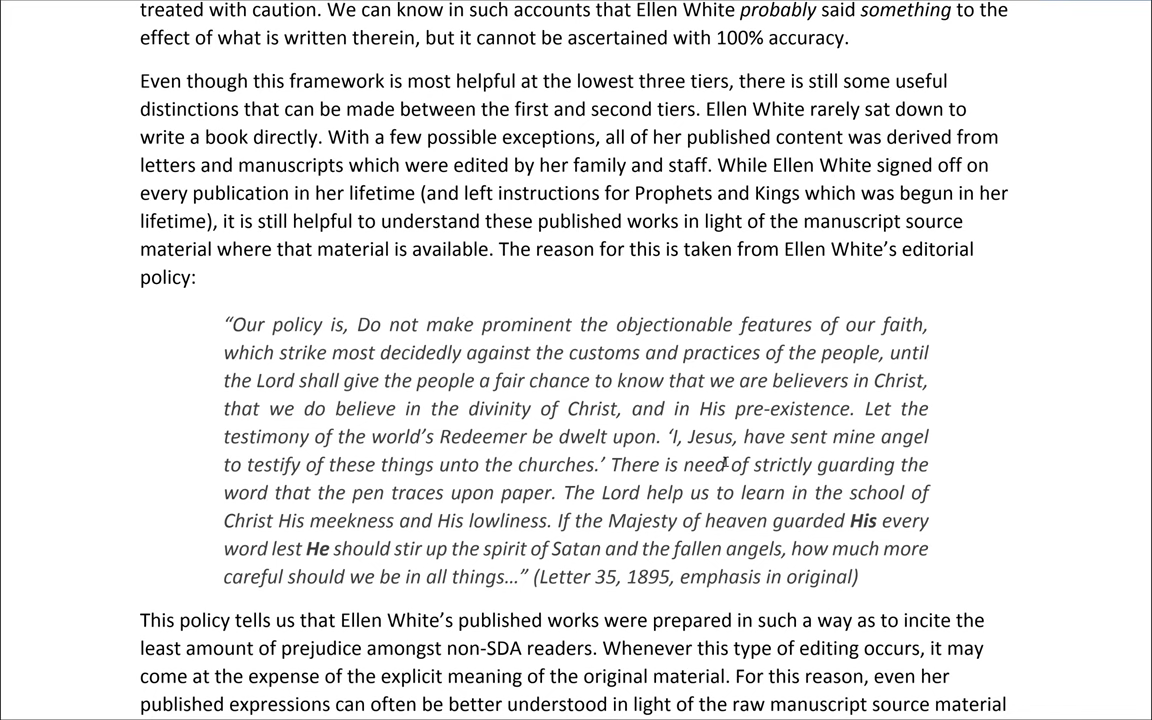 treated with caution. We can know in such accounts that Ellen White probably said something to the
effect of what is written therein, but it cannot be ascertained with 100% accuracy.
Even though this framework is most helpful at the lowest three tiers, there is still some useful
distinctions that can be made between the first and second tiers. Ellen White rarely sat down to
write a book directly. With a few possible exceptions, all of her published content was derived from
letters and manuscripts which were edited by her family and staff. While Ellen White signed off on
every publication in her lifetime (and left instructions for Prophets and Kings which was begun in her
lifetime), it is still helpful to understand these published works in light of the manuscript source
material where that material is available. The reason for this is taken from Ellen White’s editorial
policy:
“Our policy is, Do not make prominent the objectionable features of our faith,
which strike most decidedly against the customs and practices of the people, until
the Lord shall give the people a fair chance to know that we are believers in Christ,
that we do believe in the divinity of Christ, and in His pre-existence. Let the
testimony of the world’s Redeemer be dwelt upon. ‘I, Jesus, have sent mine angel
to testify of these things unto the churches.’ There is need of strictly guarding the
word that the pen traces upon paper. The Lord help us to learn in the school of
Christ His meekness and His lowliness. If the Majesty of heaven guarded His every
word lest He should stir up the spirit of Satan and the fallen angels, how much more
careful should we be in all things…” (Letter 35, 1895, emphasis in original)
This policy tells us that Ellen White’s published works were prepared in such a way as to incite the
least amount of prejudice amongst non-SDA readers. Whenever this type of editing occurs, it may
come at the expense of the explicit meaning of the original material. For this reason, even her
published expressions can often be better understood in light of the raw manuscript source material